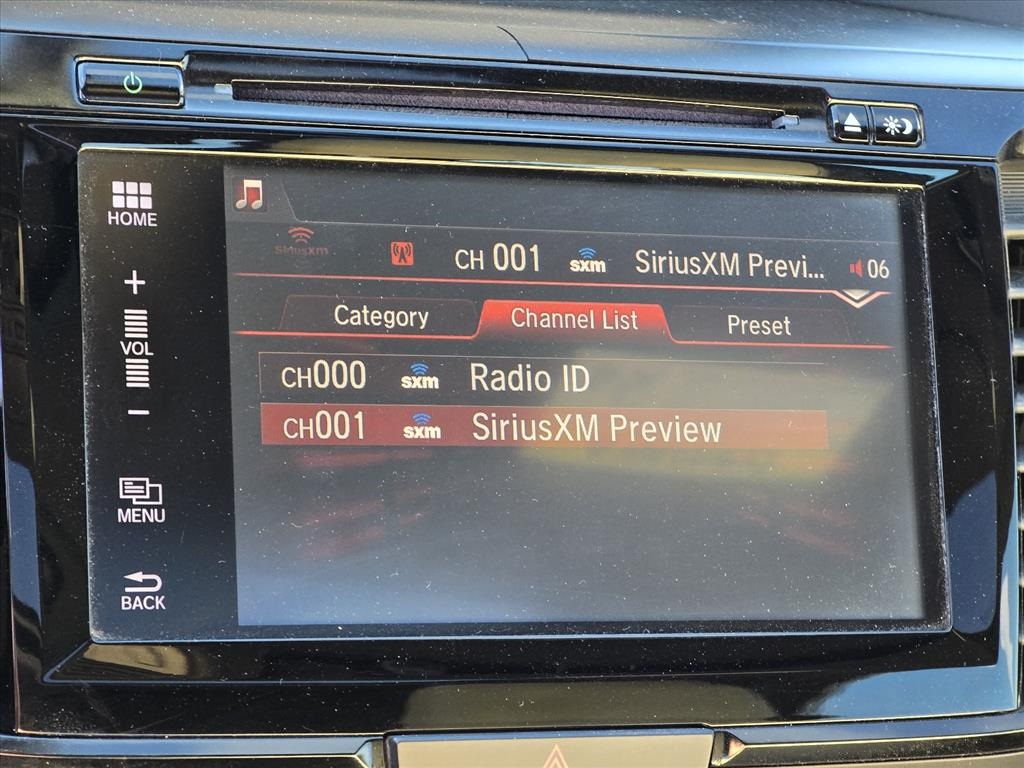 HOME
SiriusXM
CH 001 sxm SiriusXM Previ... 06
+
VOL
-
Category Channel List Preset
CH000 sxm Radio ID
CH001 sxm SiriusXM Preview
MENU
BACK